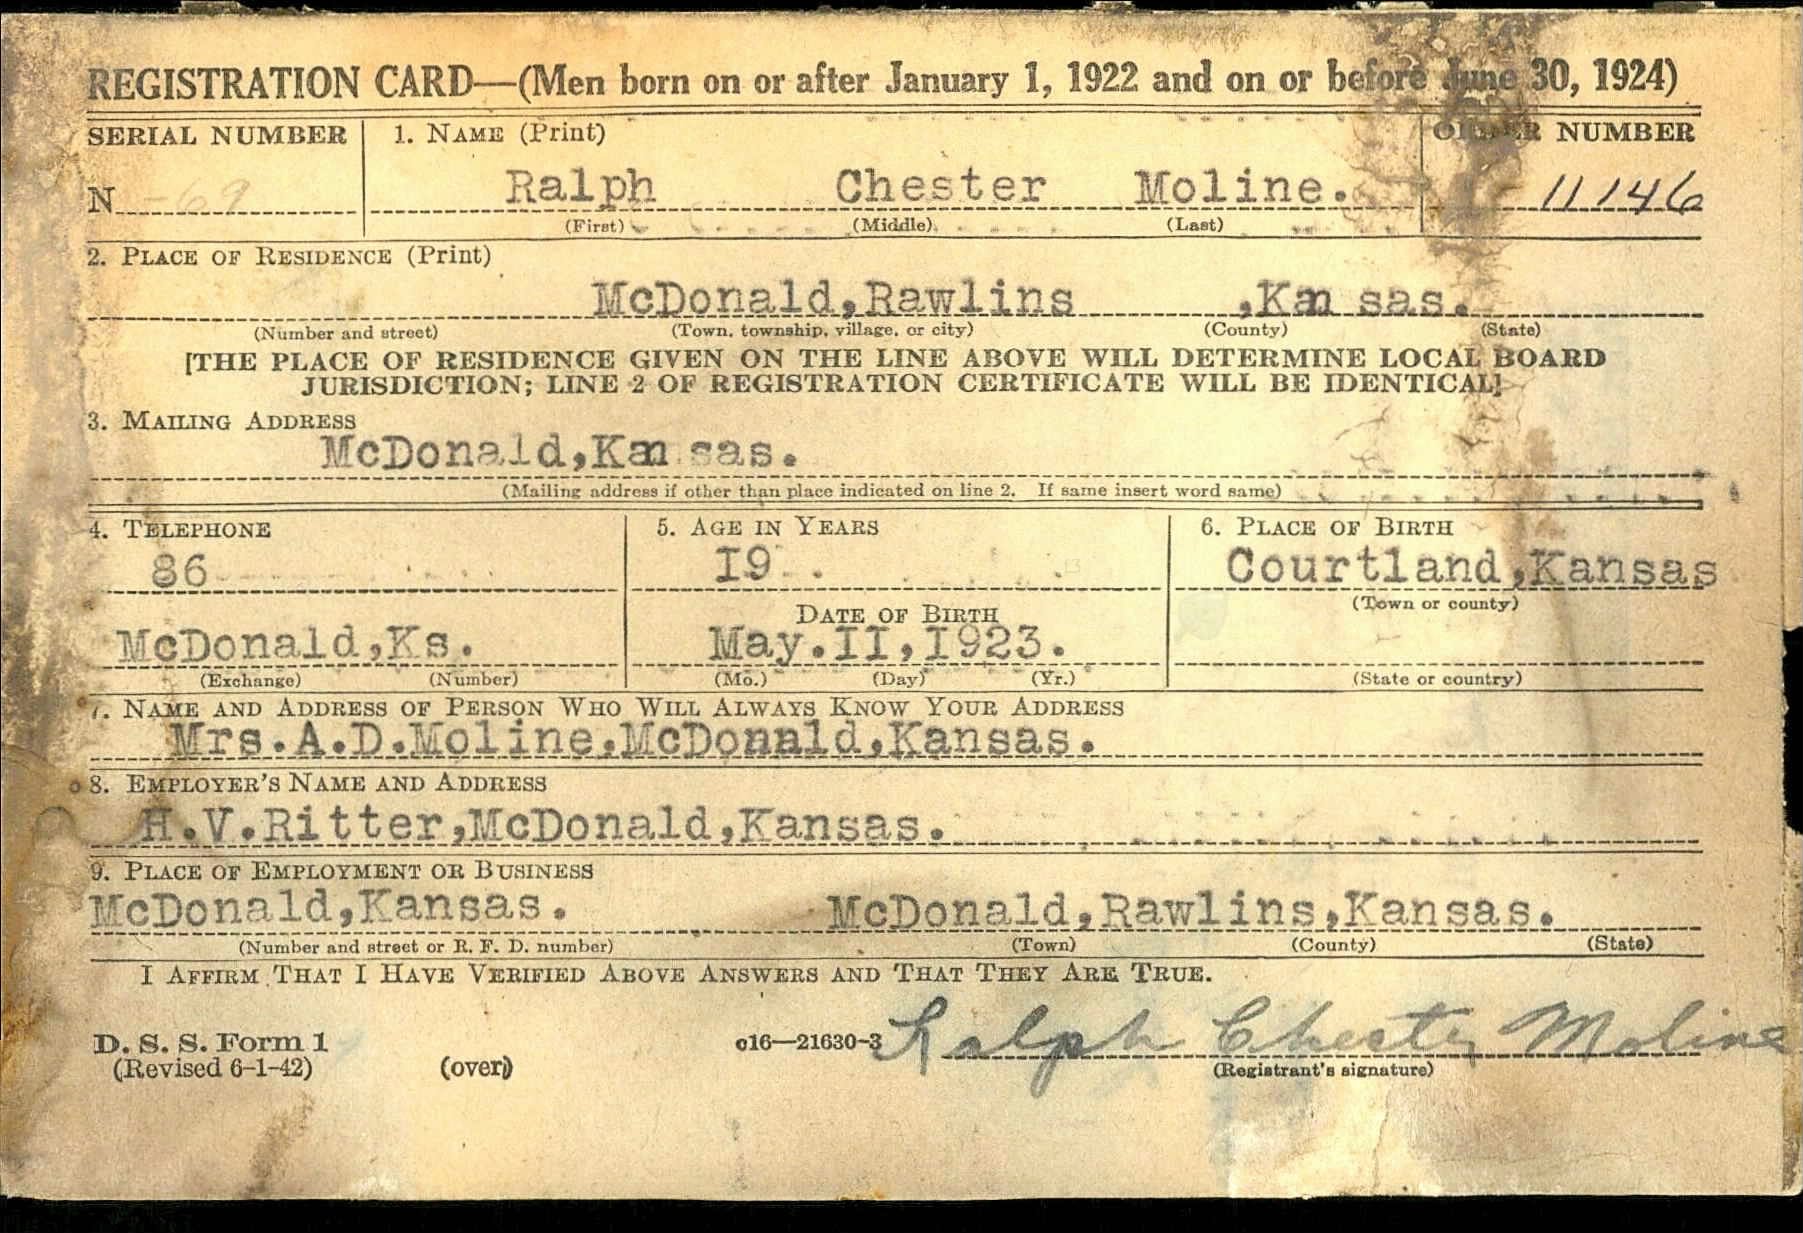 REGISTRATION CARD—(Men born on or after January 1, 1922 and on or before June 30, 1924)
SERIAL NUMBER 1. NAME (Print) ORDER NUMBER
N -69 Ralph Chester Moline. 11146
(First) (Middle) (Last)
2. PLACE OF RESIDENCE (Print)
McDonald,Rawlins ,Kan sas.
(Number and street) (Town, township, village, or city) (County) (State)
[THE PLACE OF RESIDENCE GIVEN ON THE LINE ABOVE WILL DETERMINE LOCAL BOARD
JURISDICTION; LINE 2 OF REGISTRATION CERTIFICATE WILL BE IDENTICAL]
3. MAILING ADDRESS
McDonald,Kan sas.
(Mailing address if other than place indicated on line 2. If same insert word same)
4. TELEPHONE 5. AGE IN YEARS 6. PLACE OF BIRTH
86 I9 Courtland,Kansas
(Town or county)
DATE OF BIRTH
McDonald,Ks. May.II,I923.
(Exchange) (Number) (Mo.) (Day) (Yr.) (State or country)
7. NAME AND ADDRESS OF PERSON WHO WILL ALWAYS KNOW YOUR ADDRESS
Mrs.A.D.Moline.McDonald,Kansas.
8. EMPLOYER'S NAME AND ADDRESS
H.V.Ritter,McDonald,Kansas.
9. PLACE OF EMPLOYMENT OR BUSINESS
McDonald,Kansas. McDonald,Rawlins,Kansas.
(Number and street or R. F. D. number) (Town) (County) (State)
I AFFIRM THAT I HAVE VERIFIED ABOVE ANSWERS AND THAT THEY ARE TRUE.
D. S. S. Form 1 c16—21630-3 Ralph Chester Moline
(Revised 6-1-42) (over) (Registrant's signature)